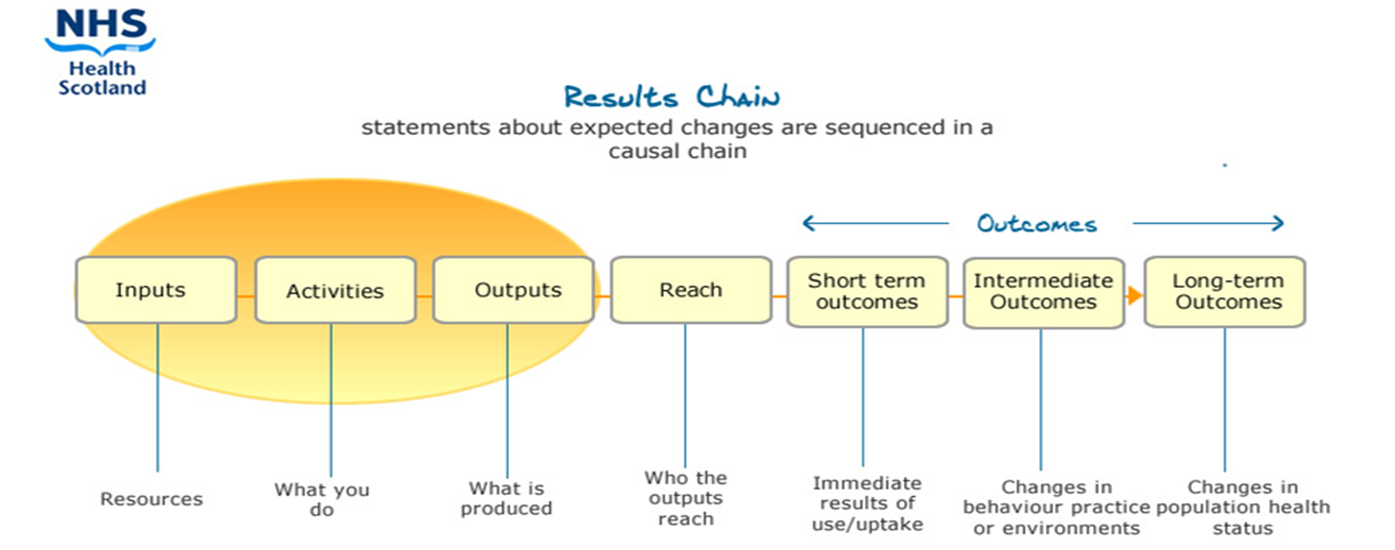 NHS
Health
Scotland
Results Chain
statements about expected changes are sequenced in a
causal chain
Outcomes
Inputs
Activities
Outputs
Reach
Short term
outcomes
Intermediate
Outcomes
Long-term
Outcomes
Resources
What you
do
What is
produced
Who the
outputs
reach
Immediate
results of
use/uptake
Changes in
behaviour practice
or environments
Changes in
population health
status